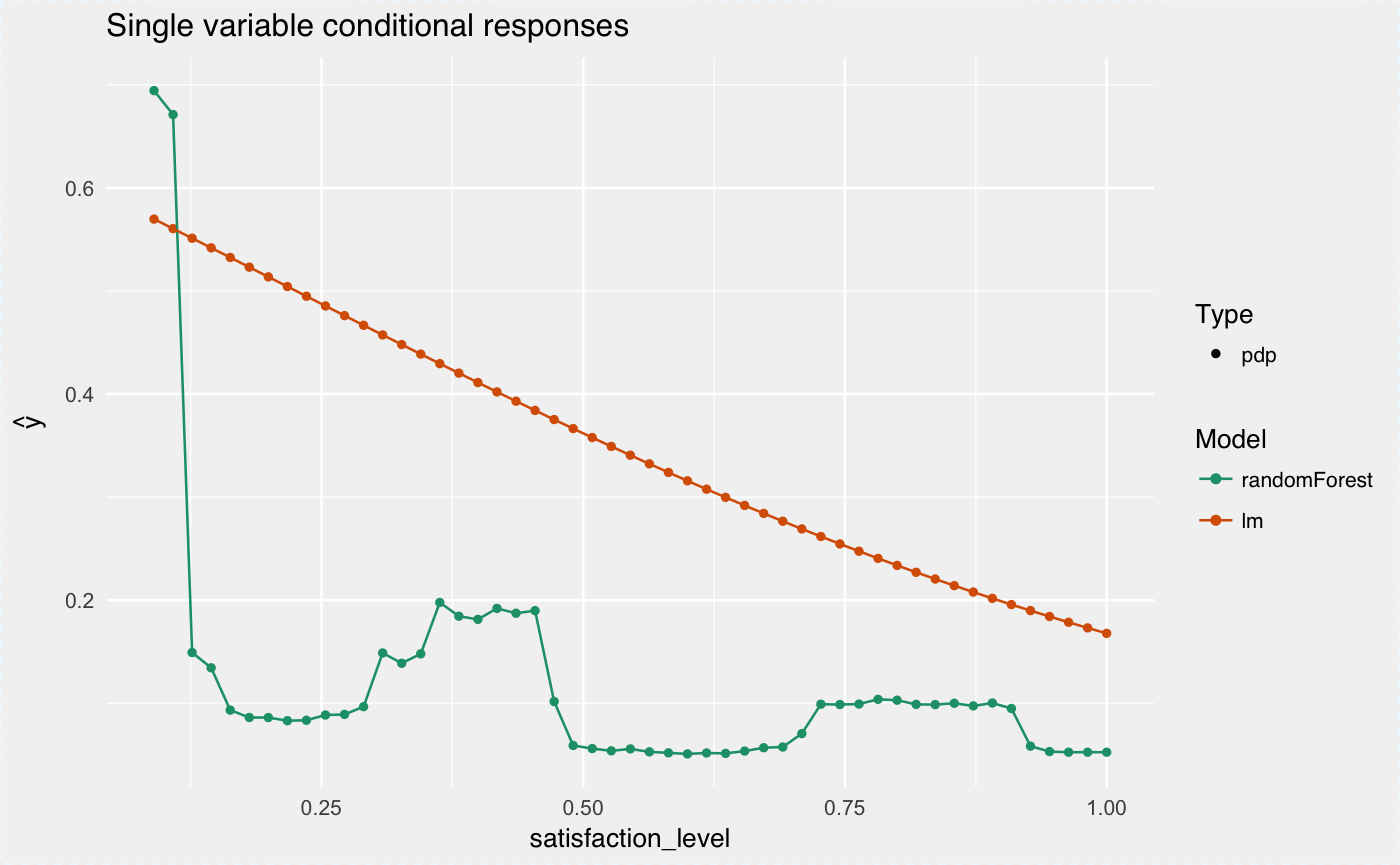 Single variable conditional responses
0.6
0.4
0.2
ŷ
0.25 0.50 0.75 1.00
satisfaction_level
Type
pdp
Model
randomForest
lm